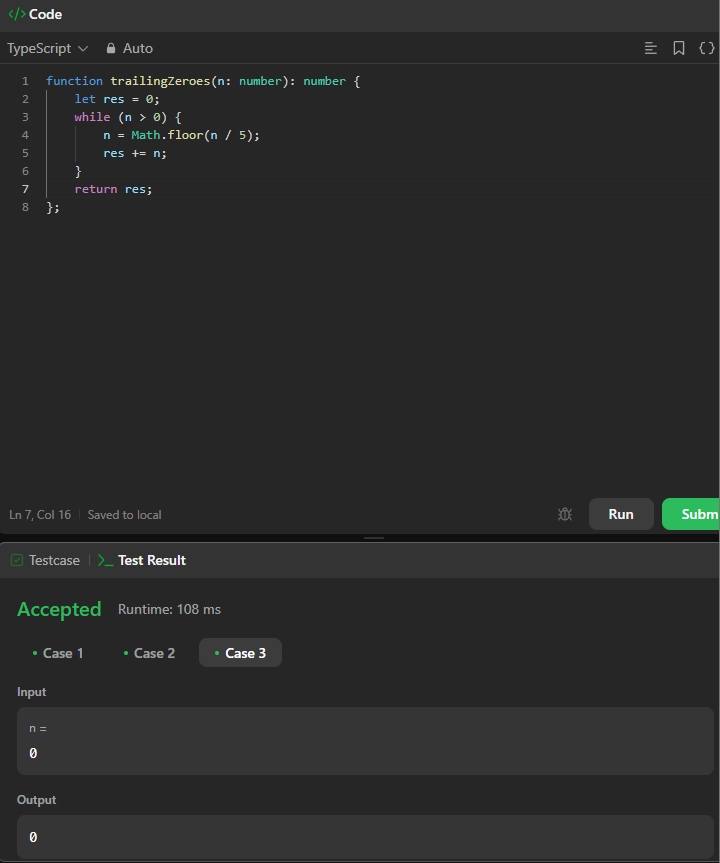 </> Code
TypeScript Auto
1 function trailingZeroes(n: number): number {
2     let res = 0;
3     while (n > 0) {
4         n = Math.floor(n / 5);
5         res += n;
6     }
7     return res;
8 };
Ln 7, Col 16 Saved to local
Run Subm
Testcase >_ Test Result
Accepted Runtime: 108 ms
• Case 1 • Case 2 • Case 3
Input
n =
0
Output
0